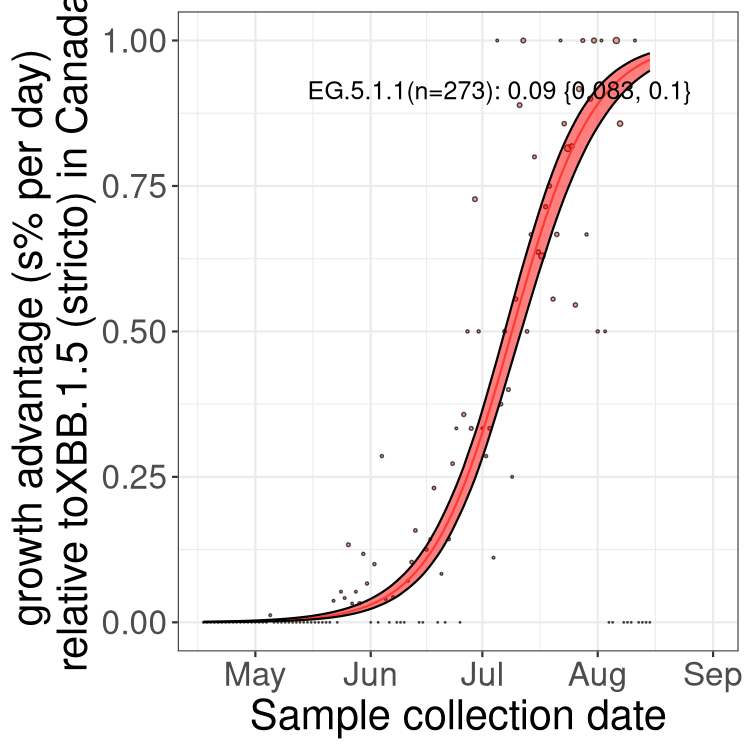 growth advantage (s% per day)
relative toXBB.1.5 (stricto) in Canada
1.00
EG.5.1.1(n=273): 0.09 {0.083, 0.1}
0.75
0.50
0.25
0.00
May Jun Jul Aug Sep
Sample collection date